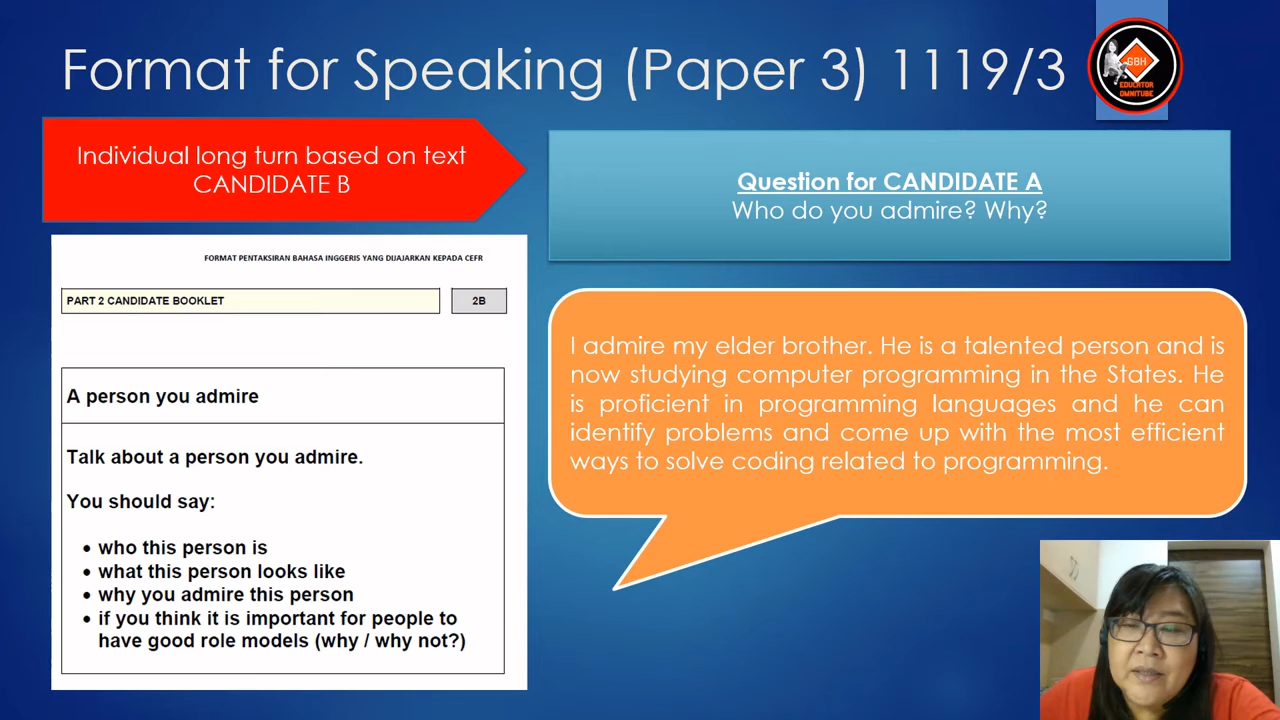 Format for Speaking (Paper 3) 1119/3
GBH
EDUCATOR
OMNITUBE
Individual long turn based on text
CANDIDATE B
Question for CANDIDATE A
Who do you admire? Why?
FORMAT PENTAKSIRAN BAHASA INGGERIS YANG DIJAJARKAN KEPADA CEFR
PART 2 CANDIDATE BOOKLET
2B
A person you admire
Talk about a person you admire.
You should say:
• who this person is
• what this person looks like
• why you admire this person
• if you think it is important for people to
have good role models (why / why not?)
I admire my elder brother. He is a talented person and is
now studying computer programming in the States. He
is proficient in programming languages and he can
identify problems and come up with the most efficient
ways to solve coding related to programming.